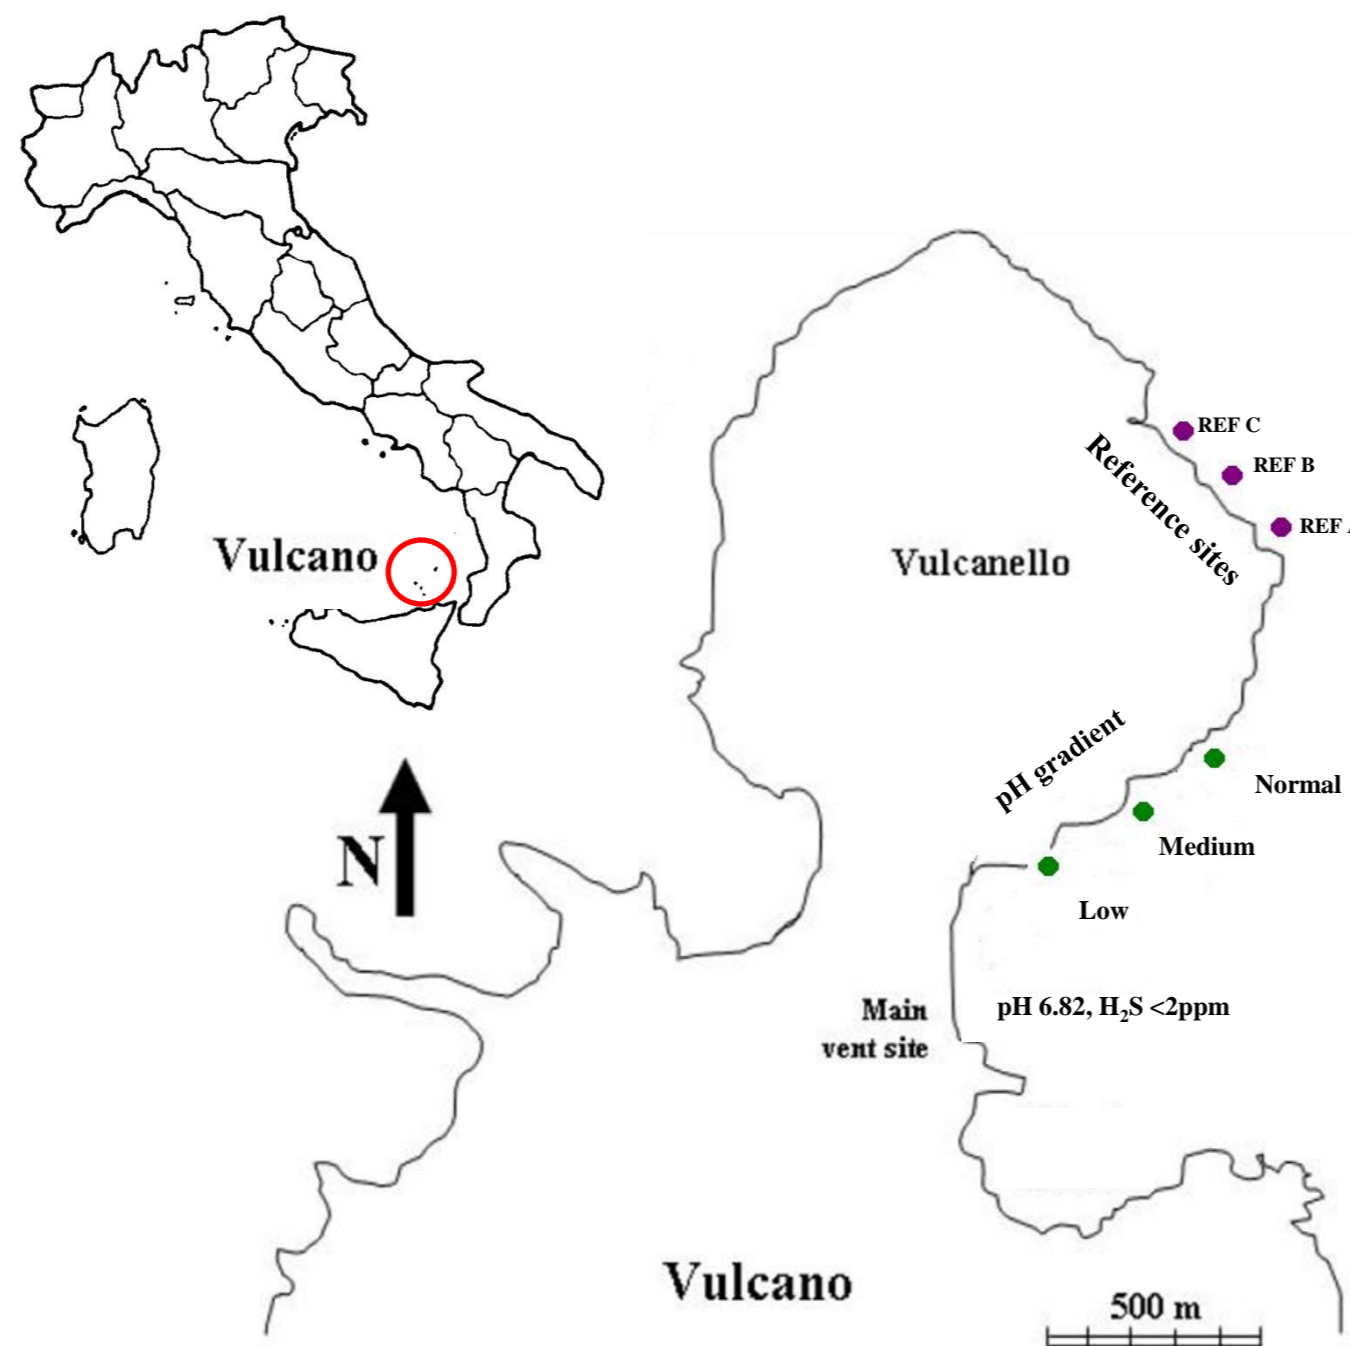 REF C
REF B
REF A
Reference sites
Vulcano
Vulcanello
pH gradient
Normal
Medium
N
Low
Main
vent site
pH 6.82, H₂S <2ppm
Vulcano
500 m